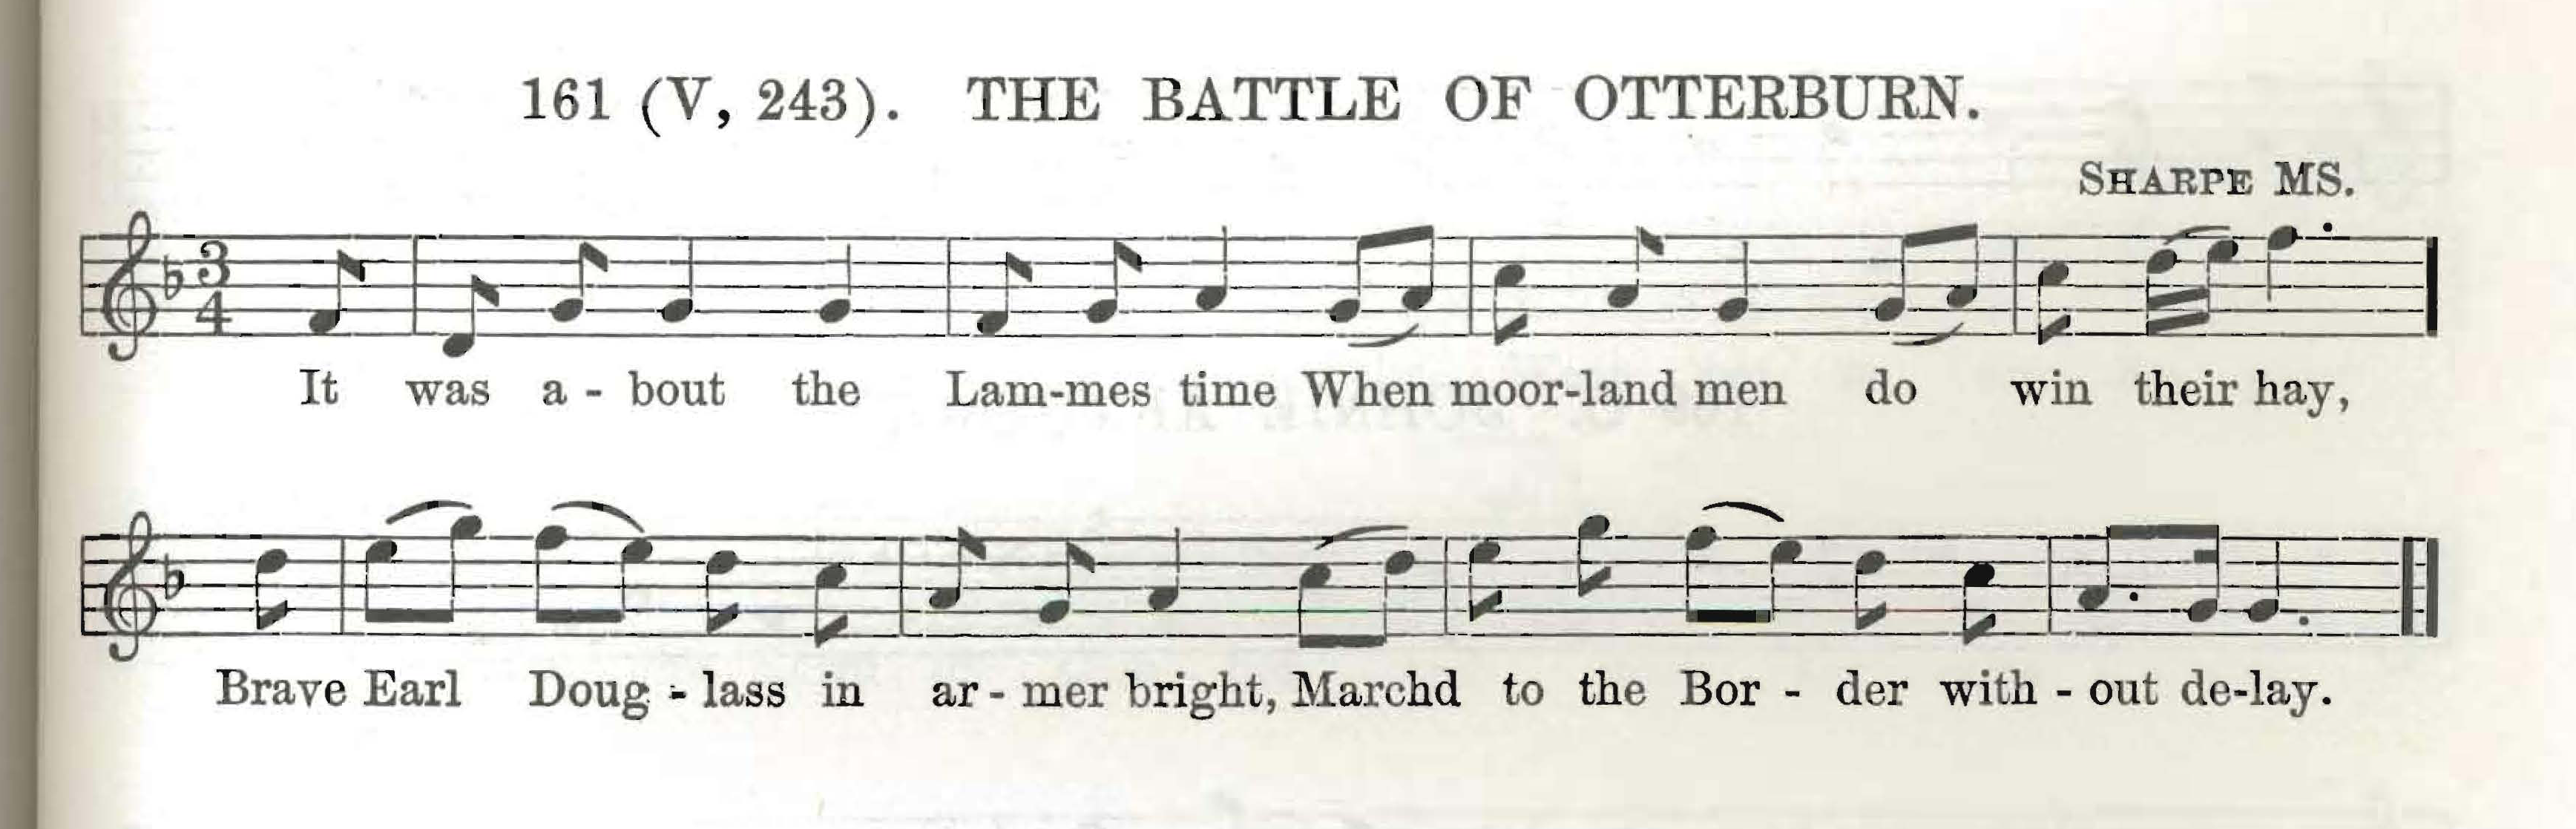 161 (V, 243). THE BATTLE OF OTTERBURN.
SHARPE MS.
3
4
It was a - bout the Lam-mes time When moor-land men do win their hay,
Brave Earl Doug - lass in ar - mer bright, Marchd to the Bor - der with - out de-lay.